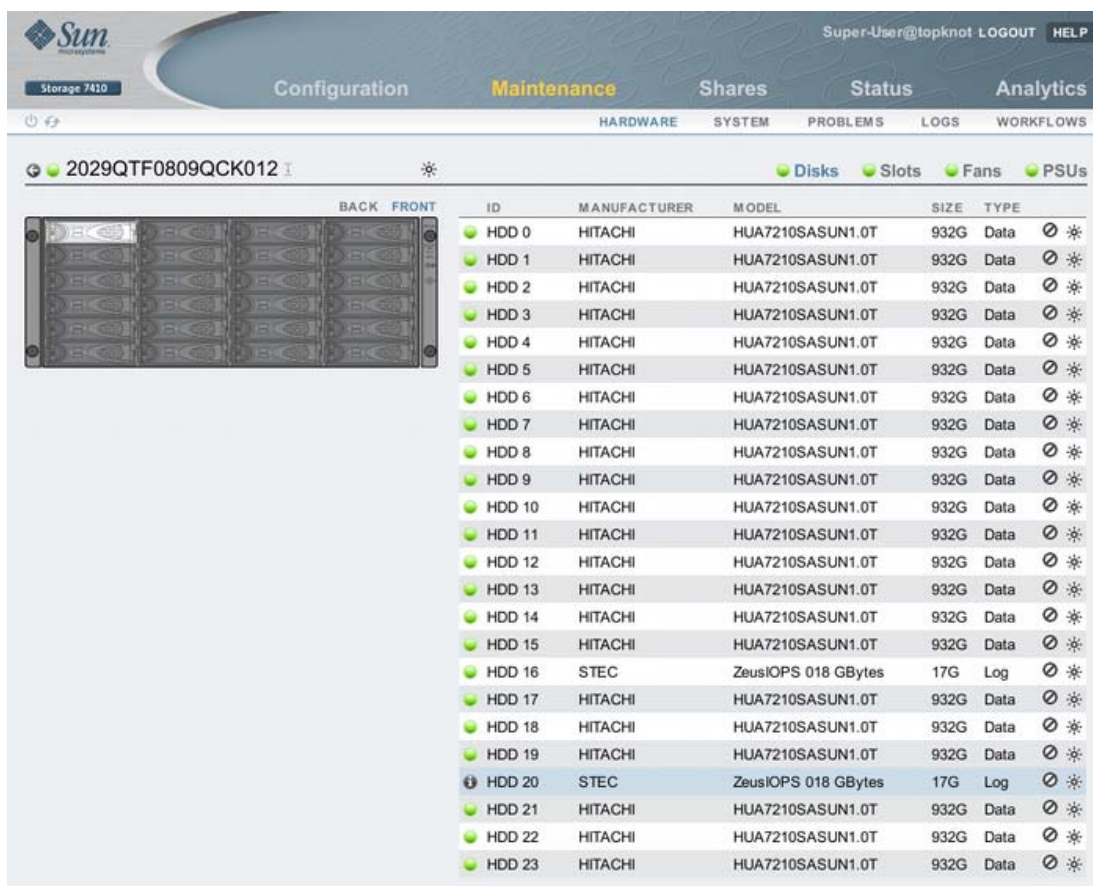 Sun
microsystems
Super-User@topknot LOGOUT HELP
Storage 7410
Configuration Maintenance Shares Status Analytics
HARDWARE SYSTEM PROBLEMS LOGS WORKFLOWS
2029QTF0809QCK012
Disks Slots Fans PSUs
BACK FRONT
ID MANUFACTURER MODEL SIZE TYPE
HDD 0 HITACHI HUA7210SASUN1.0T 932G Data
HDD 1 HITACHI HUA7210SASUN1.0T 932G Data
HDD 2 HITACHI HUA7210SASUN1.0T 932G Data
HDD 3 HITACHI HUA7210SASUN1.0T 932G Data
HDD 4 HITACHI HUA7210SASUN1.0T 932G Data
HDD 5 HITACHI HUA7210SASUN1.0T 932G Data
HDD 6 HITACHI HUA7210SASUN1.0T 932G Data
HDD 7 HITACHI HUA7210SASUN1.0T 932G Data
HDD 8 HITACHI HUA7210SASUN1.0T 932G Data
HDD 9 HITACHI HUA7210SASUN1.0T 932G Data
HDD 10 HITACHI HUA7210SASUN1.0T 932G Data
HDD 11 HITACHI HUA7210SASUN1.0T 932G Data
HDD 12 HITACHI HUA7210SASUN1.0T 932G Data
HDD 13 HITACHI HUA7210SASUN1.0T 932G Data
HDD 14 HITACHI HUA7210SASUN1.0T 932G Data
HDD 15 HITACHI HUA7210SASUN1.0T 932G Data
HDD 16 STEC ZeusIOPS 018 GBytes 17G Log
HDD 17 HITACHI HUA7210SASUN1.0T 932G Data
HDD 18 HITACHI HUA7210SASUN1.0T 932G Data
HDD 19 HITACHI HUA7210SASUN1.0T 932G Data
HDD 20 STEC ZeusIOPS 018 GBytes 17G Log
HDD 21 HITACHI HUA7210SASUN1.0T 932G Data
HDD 22 HITACHI HUA7210SASUN1.0T 932G Data
HDD 23 HITACHI HUA7210SASUN1.0T 932G Data